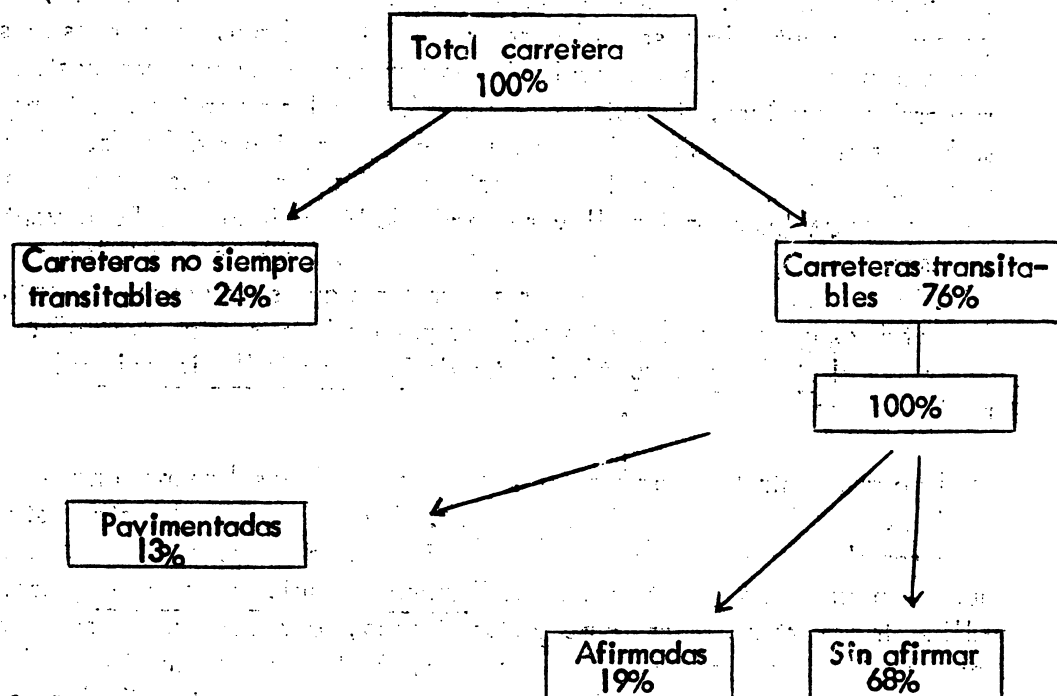 Total carretera
100%
Carreteras no siempre
transitables 24%
Carreteras transita-
bles 76%
100%
Pavimentadas
13%
Afirmadas
19%
Sin afirmar
68%